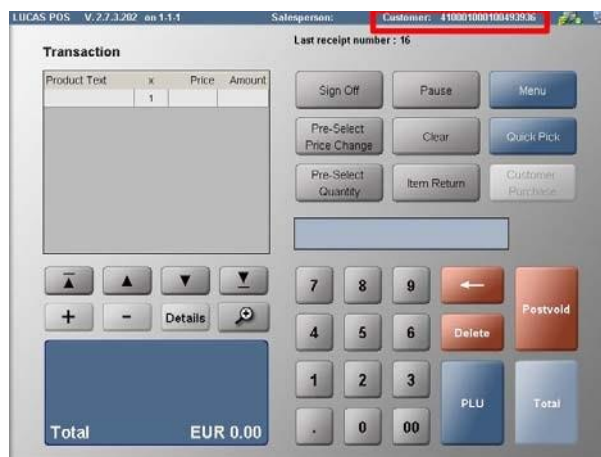 LUCAS POS V. 2.7.3.202 on 1-1-1 Salesperson: Customer: 410001000100493936
Last receipt number : 16
Transaction
Product Text x Price Amount
1
Sign Off Pause Menu
Pre-Select Price Change Clear Quick Pick
Pre-Select Quantity Item Return Customer Purchase
+ - Details
7 8 9 ← Postvoid
4 5 6 Delete
1 2 3 PLU Total
. 0 00
Total EUR 0.00